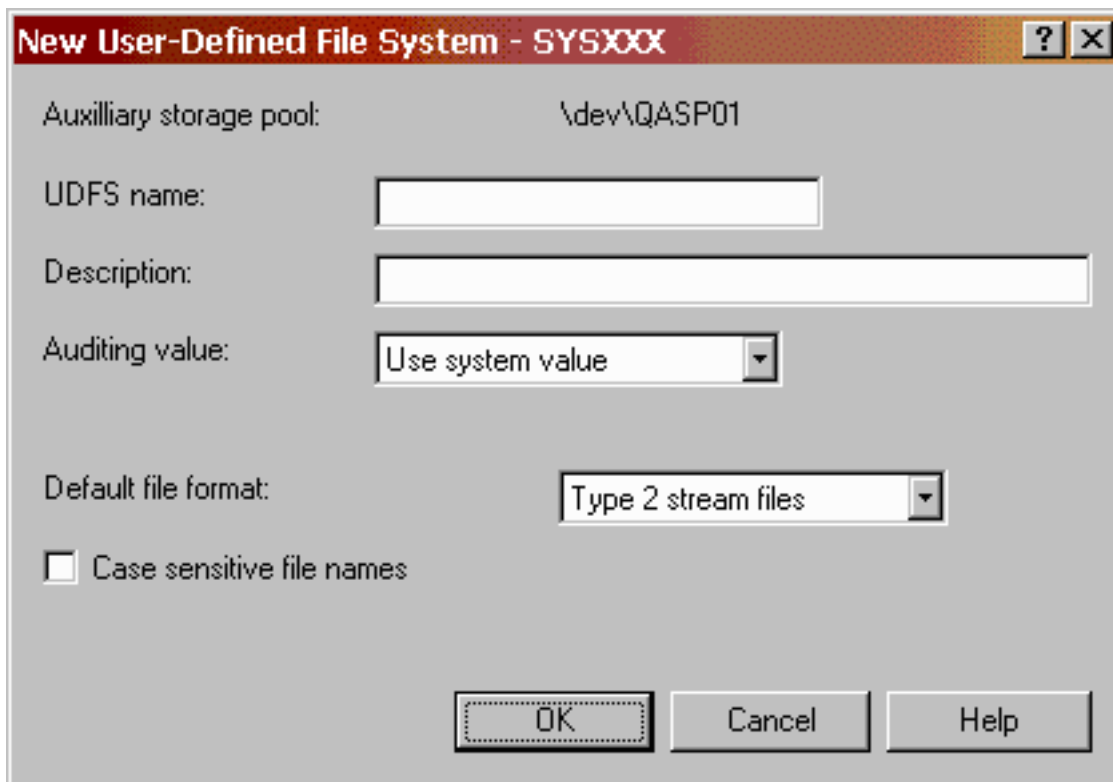 New User-Defined File System - SYSXXX
Auxilliary storage pool: \dev\QASP01
UDFS name:
Description:
Auditing value: Use system value
Default file format: Type 2 stream files
Case sensitive file names
OK Cancel Help